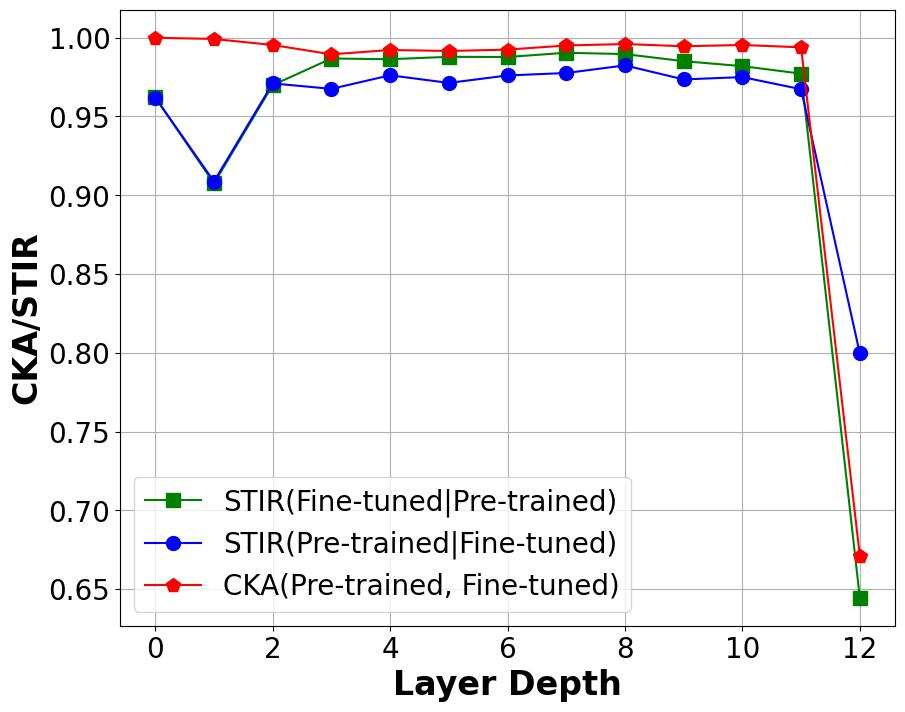 1.00
0.95
0.90
0.85
0.80
0.75
0.70
0.65
CKA/STIR
STIR(Fine-tuned|Pre-trained)
STIR(Pre-trained|Fine-tuned)
CKA(Pre-trained, Fine-tuned)
0 2 4 6 8 10 12
Layer Depth